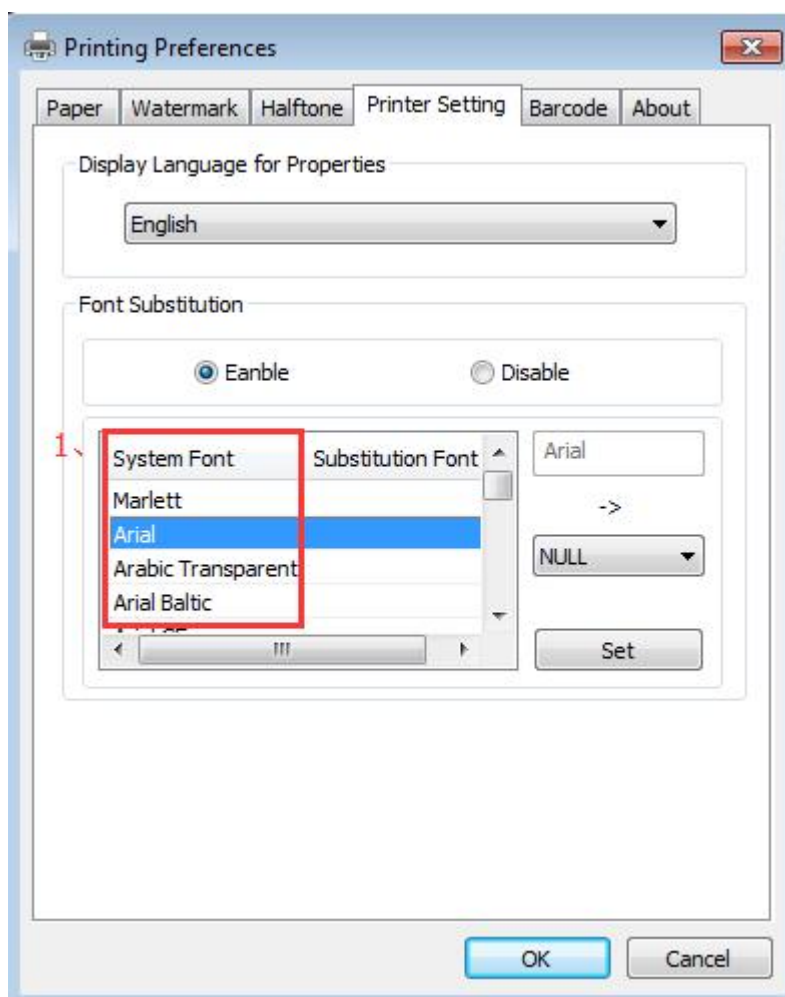 Printing Preferences
Paper Watermark Halftone Printer Setting Barcode About
Display Language for Properties
English
Font Substitution
Eanble Disable
1、
System Font Substitution Font
Arial
Marlett
->
Arial
NULL
Arabic Transparent
Arial Baltic
Set
OK Cancel